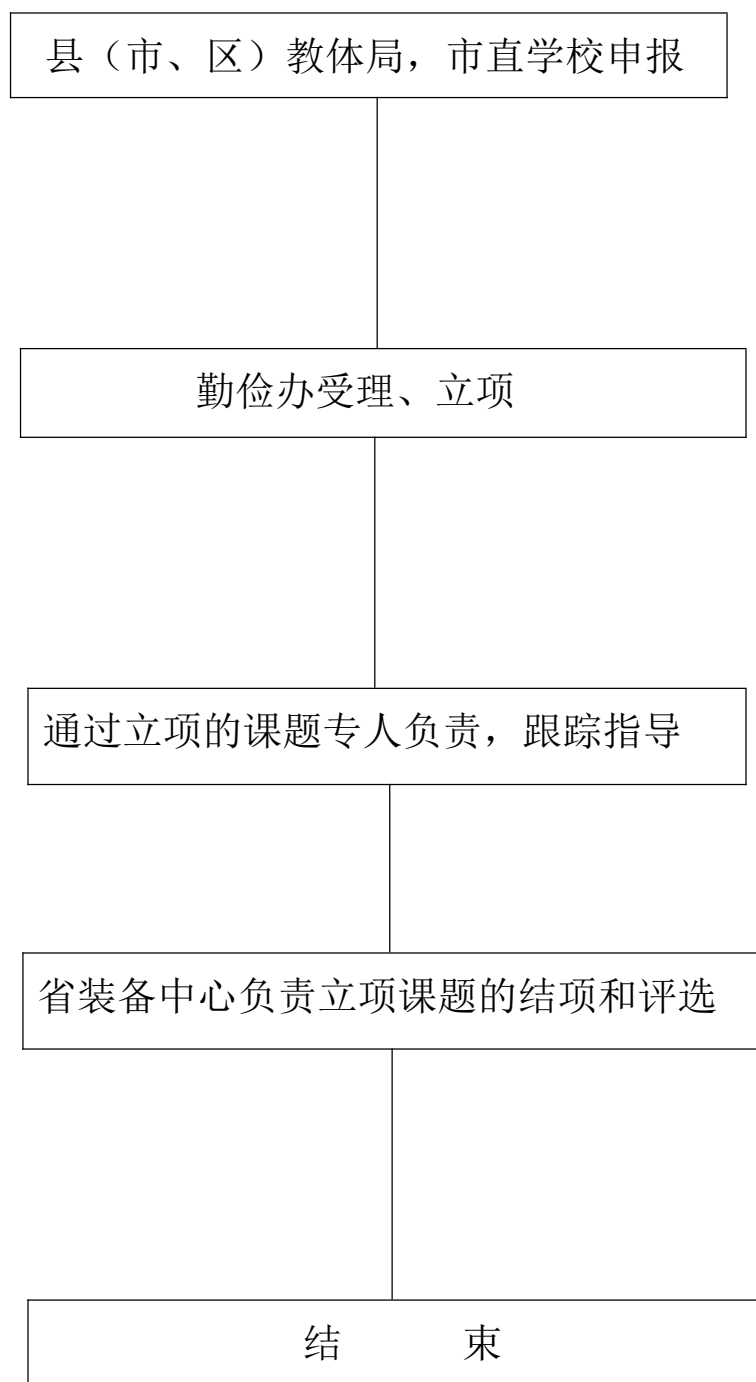 县（市、区）教体局，市直学校申报
勤俭办受理、立项
通过立项的课题专人负责，跟踪指导
省装备中心负责立项课题的结项和评选
结 束